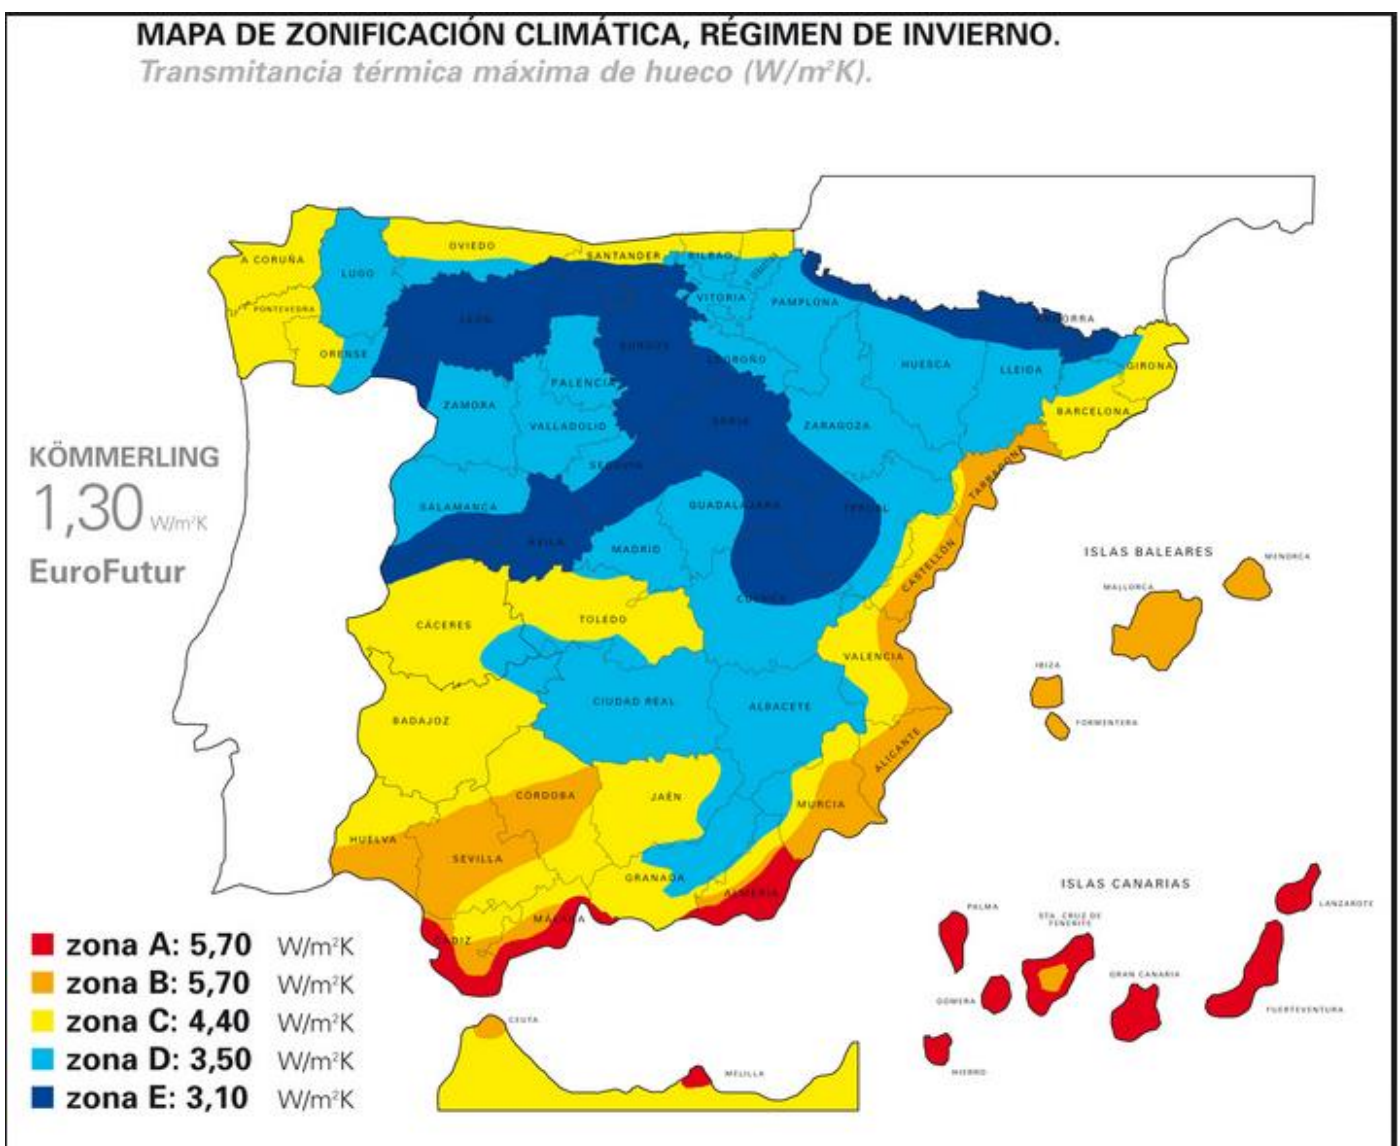 MAPA DE ZONIFICACIÓN CLIMÁTICA, RÉGIMEN DE INVIERNO.
Transmitancia térmica máxima de hueco (W/m²K).
A CORUÑA
LUGO
OVIEDO
SANTANDER
BILBAO
PONTEVEDRA
ORENSE
LEÓN
BURGOS
VITORIA
PAMPLONA
LOGROÑO
HUESCA
ANDORRA
LLEIDA
GIRONA
BARCELONA
ZAMORA
PALENCIA
VALLADOLID
SORIA
ZARAGOZA
SEGOVIA
TARRAGONA
KÖMMERLING
1,30 W/m²K
EuroFutur
SALAMANCA
ÁVILA
MADRID
GUADALAJARA
TERUEL
CASTELLÓN
CUENCA
CÁCERES
TOLEDO
VALENCIA
BADAJOZ
CIUDAD REAL
ALBACETE
ALICANTE
HUELVA
CÓRDOBA
SEVILLA
JAÉN
MURCIA
GRANADA
ALMERÍA
MÁLAGA
CÁDIZ
ISLAS BALEARES
MENORCA
MALLORCA
IBIZA
FORMENTERA
ISLAS CANARIAS
PALMA
STA. CRUZ DE
TENERIFE
LANZAROTE
GRAN CANARIA
GOMERA
FUERTEVENTURA
HIERRO
CEUTA
MELILLA
zona A: 5,70 W/m²K
zona B: 5,70 W/m²K
zona C: 4,40 W/m²K
zona D: 3,50 W/m²K
zona E: 3,10 W/m²K